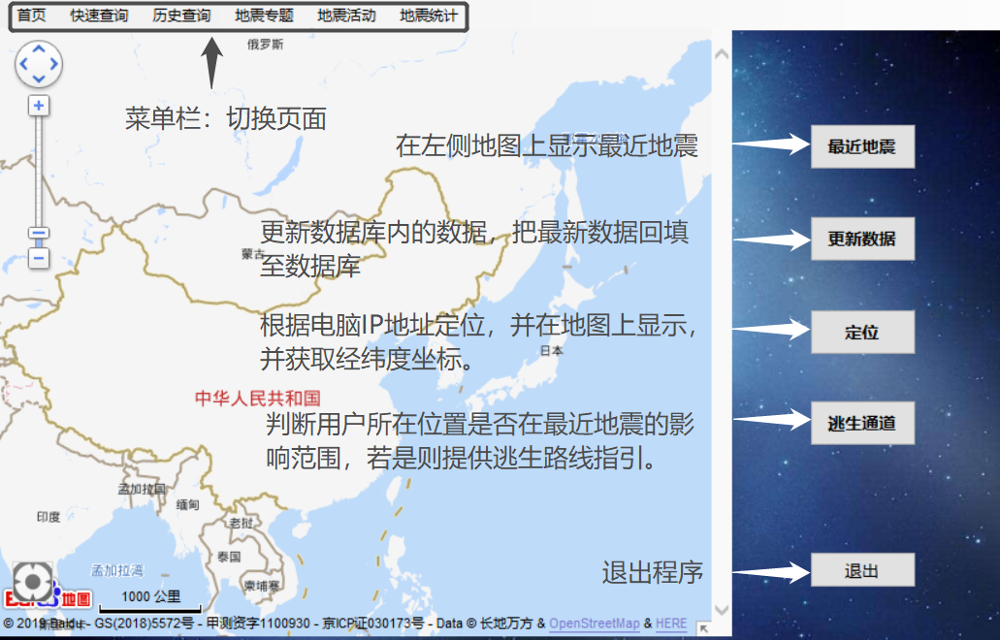 首页 快速查询 历史查询 地震专题 地震活动 地震统计
俄罗斯
菜单栏：切换页面
在左侧地图上显示最近地震
最近地震
更新数据库内的数据，把最新数据回填
至数据库
蒙古
更新数据
根据电脑IP地址定位，并在地图上显示，
并获取经纬度坐标。
日本
定位
中华人民共和国
判断用户所在位置是否在最近地震的影
响范围，若是则提供逃生路线指引。
逃生通道
孟加拉国
缅甸
印度
老挝
泰国
孟加拉湾
柬埔寨
退出程序
退出
地图
1000 公里
© 2019 Baidu - GS(2018)5572号 - 甲测资字1100930 - 京ICP证030173号 - Data © 长地万方 & OpenStreetMap & HERE